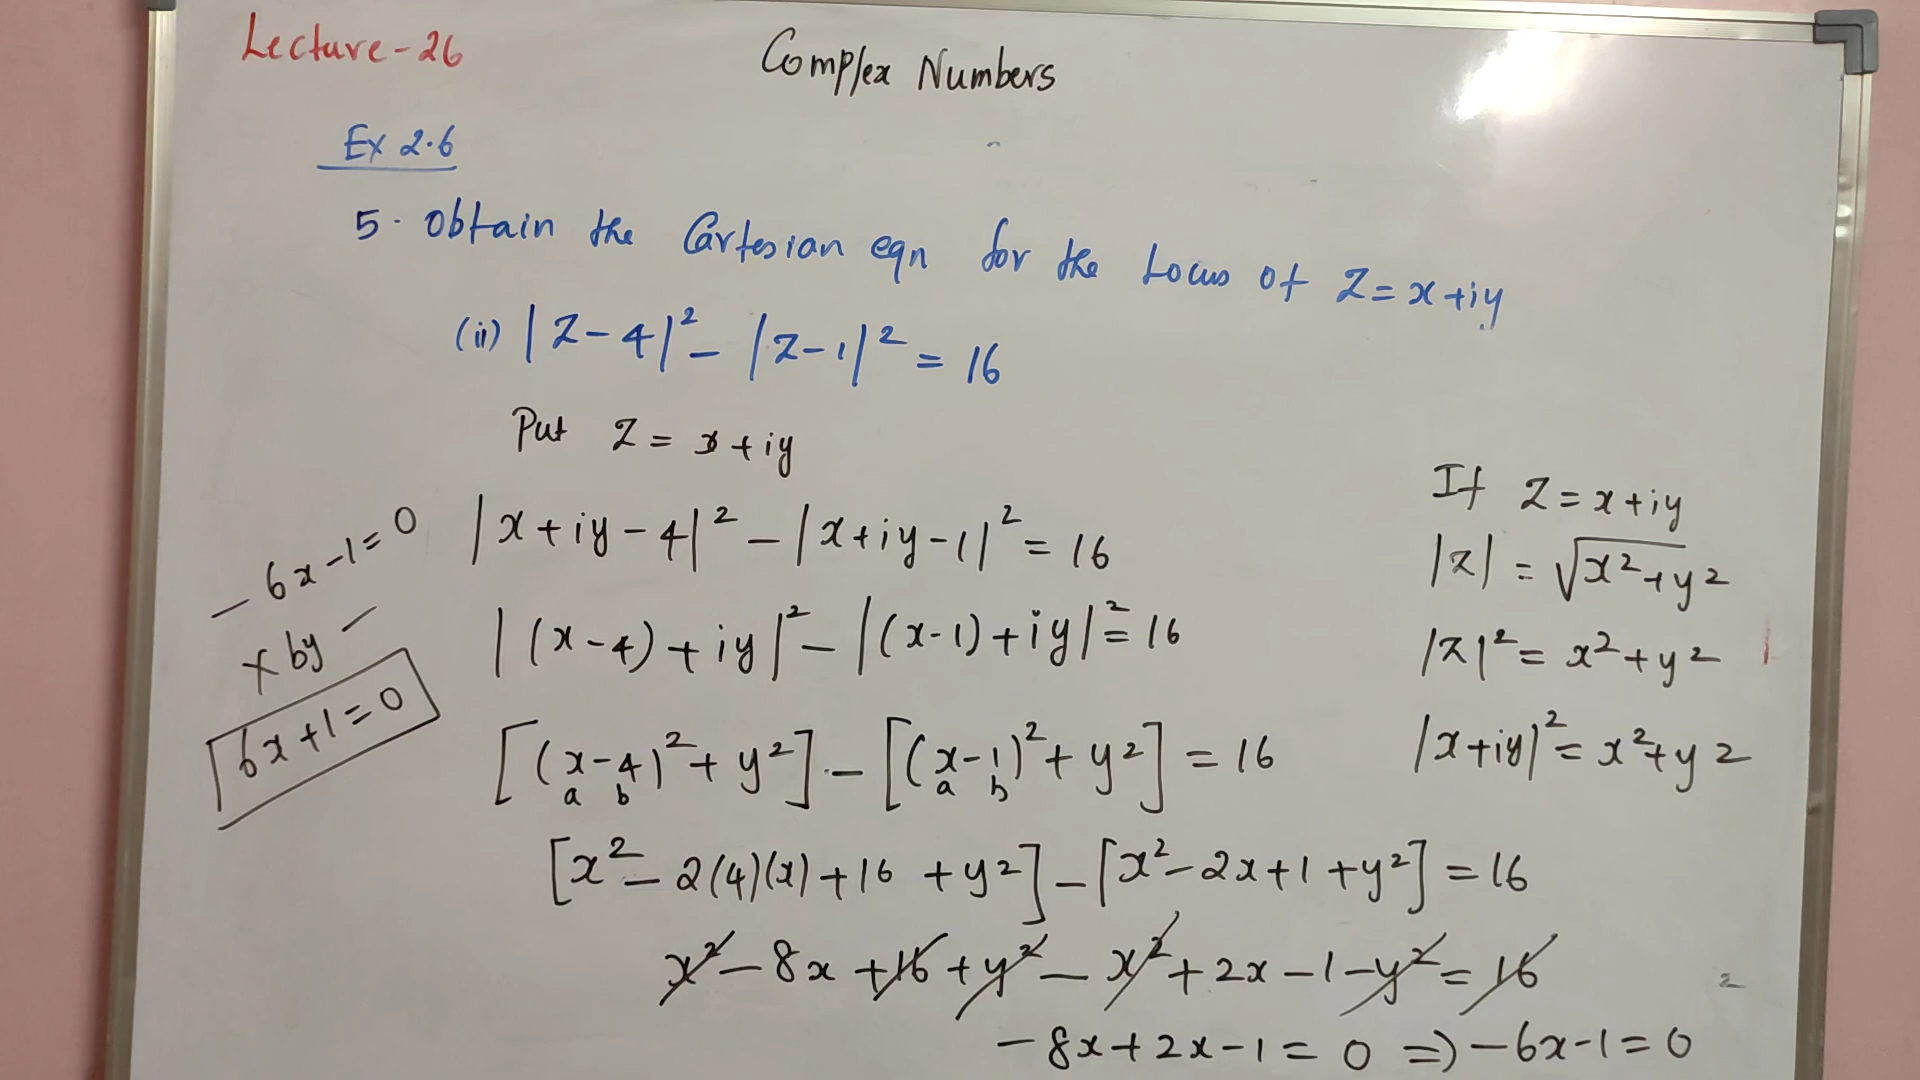 Lecture-26
Complex Numbers
Ex 2.6
5. Obtain the Cartesian eqn for the Locus of Z=x+iy
(ii) |Z-4|² - |Z-1|² = 16
Put Z = x+iy
|x+iy-4|² - |x+iy-1|² = 16
|(x-4)+iy|² - |(x-1)+iy|² = 16
[(x-4)²+y²] - [(x-1)²+y²] = 16
a b a b
[x² - 2(4)(x)+16 +y²] - [x²-2x+1+y²] = 16
x² - 8x +16+y² - x²+2x-1-y² = 16
-8x+2x-1=0 ⇒ -6x-1=0
-6x-1=0
x by -
6x+1=0
If Z=x+iy
|Z| = √x²+y²
|Z|² = x²+y²
|x+iy|² = x²+y²